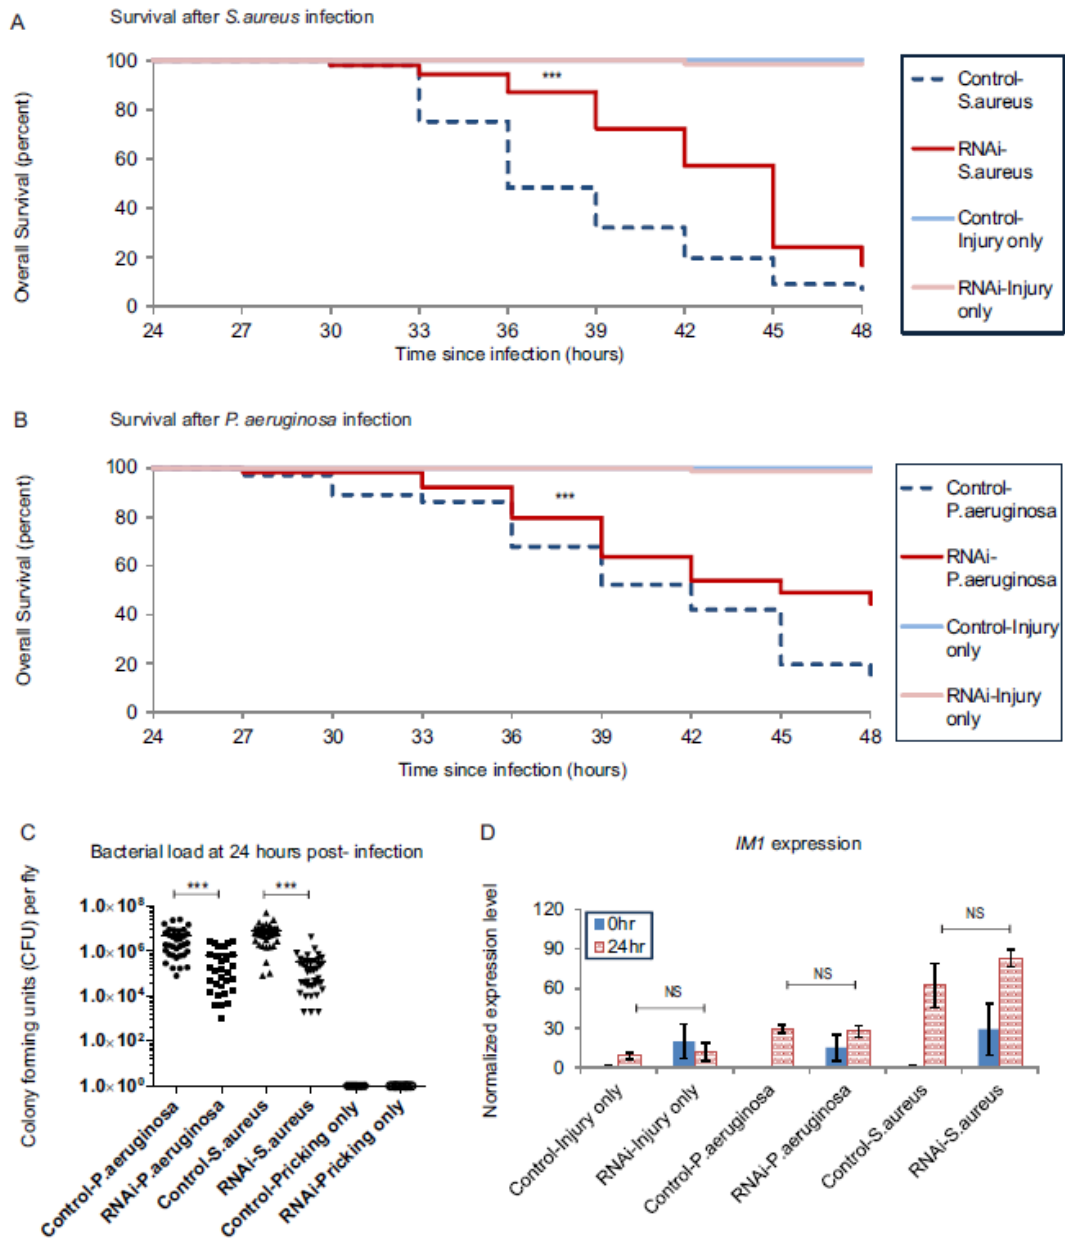 A
Survival after S.aureus infection
Overall Survival (percent)
100
80
60
40
20
0
***
24 27 30 33 36 39 42 45 48
Time since infection (hours)
Control-
S.aureus
RNAi-
S.aureus
Control-
Injury only
RNAi-Injury
only
B
Survival after P. aeruginosa infection
Overall Survival (percent)
100
80
60
40
20
0
***
24 27 30 33 36 39 42 45 48
Time since infection (hours)
Control-
P.aeruginosa
RNAi-
P.aeruginosa
Control-Injury
only
RNAi-Injury
only
C
Bacterial load at 24 hours post- infection
Colony forming units (CFU) per fly
*** ***
1.0×10⁸
1.0×10⁶
1.0×10⁴
1.0×10²
1.0×10⁰
Control-P.aeruginosa
RNAi-P.aeruginosa
Control-S.aureus
RNAi-S.aureus
Control-Pricking only
RNAi-Pricking only
D
IM1 expression
Normalized expression level
120
90
60
30
0
0hr
24hr
NS
NS
NS
Control-Injury only
RNAi-Injury only
Control-P.aeruginosa
RNAi-P.aeruginosa
Control-S.aureus
RNAi-S.aureus